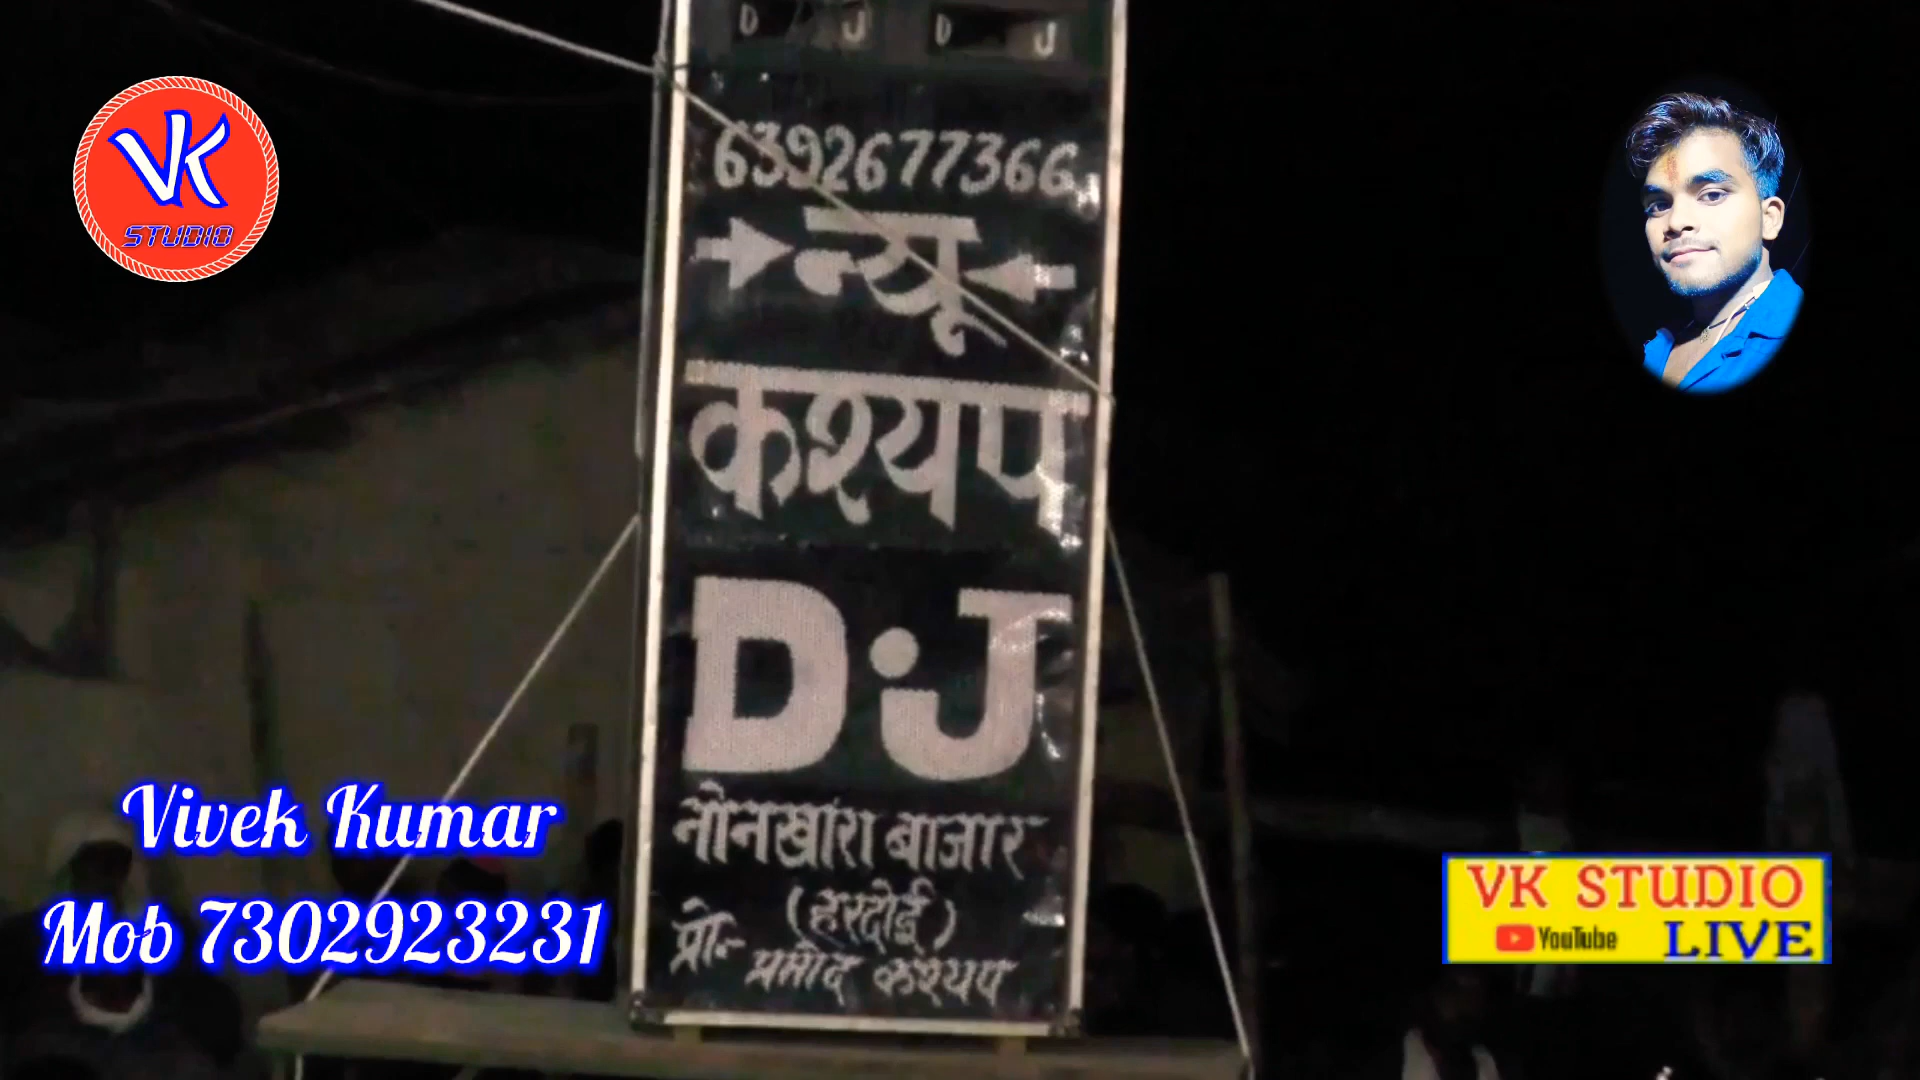 D J D J
6392677366
न्यू
कश्यप
D.J
नोनखारा बाजार
(हरदोई)
प्रो- प्रमोद कश्यप
VK
STUDIO
Vivek Kumar
Mob 7302923231
VK STUDIO
YouTube LIVE